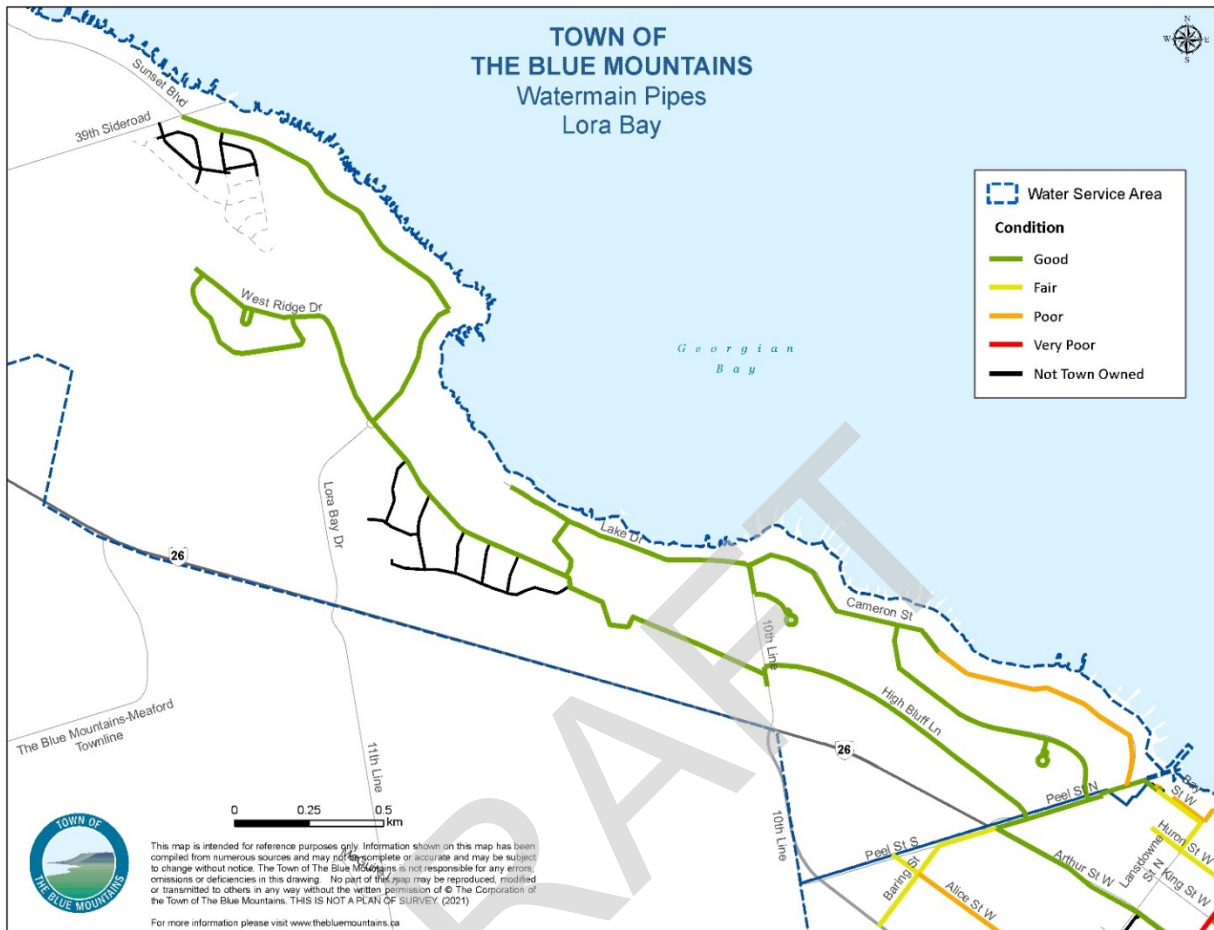 TOWN OF
THE BLUE MOUNTAINS
Watermain Pipes
Lora Bay
N
W
E
S
Sunset Blvd
39th Sideroad
Water Service Area
Condition
Good
Fair
Poor
Very Poor
Not Town Owned
West Ridge Dr
Georgian
Bay
Lora Bay Dr
Lake Dr
26
10th Line
Cameron St
High Bluff Ln
The Blue Mountains-Meaford
Townline
11th Line
26
10th Line
Peel St N
Bay
St W
Peel St S
Huron St W
Baring St
Arthur St W
Lansdowne
St N
King St W
Alice St W
0 0.25 0.5
km
TOWN OF
THE BLUE MOUNTAINS
This map is intended for reference purposes only. Information shown on this map has been
compiled from numerous sources and may not be complete or accurate and may be subject
to change without notice. The Town of The Blue Mountains is not responsible for any errors,
omissions or deficiencies in this drawing. No part of the map may be reproduced, modified
or transmitted to others in any way without the written permission of © The Corporation of
the Town of The Blue Mountains. THIS IS NOT A PLAN OF SURVEY. (2021)
For more information please visit www.thebluemountains.ca
DRAFT